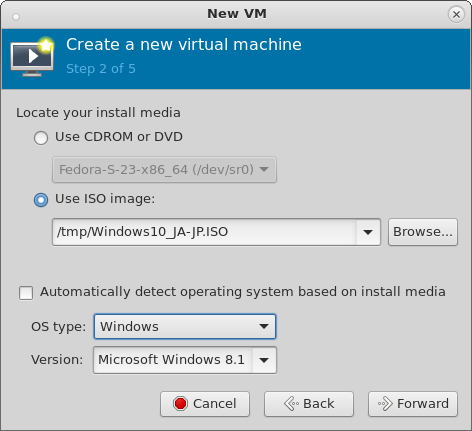 New VM
Create a new virtual machine
Step 2 of 5
Locate your install media
Use CDROM or DVD
Fedora-S-23-x86_64 (/dev/sr0)
Use ISO image:
/tmp/Windows10_JA-JP.ISO
Browse...
Automatically detect operating system based on install media
OS type: Windows
Version: Microsoft Windows 8.1
Cancel Back Forward